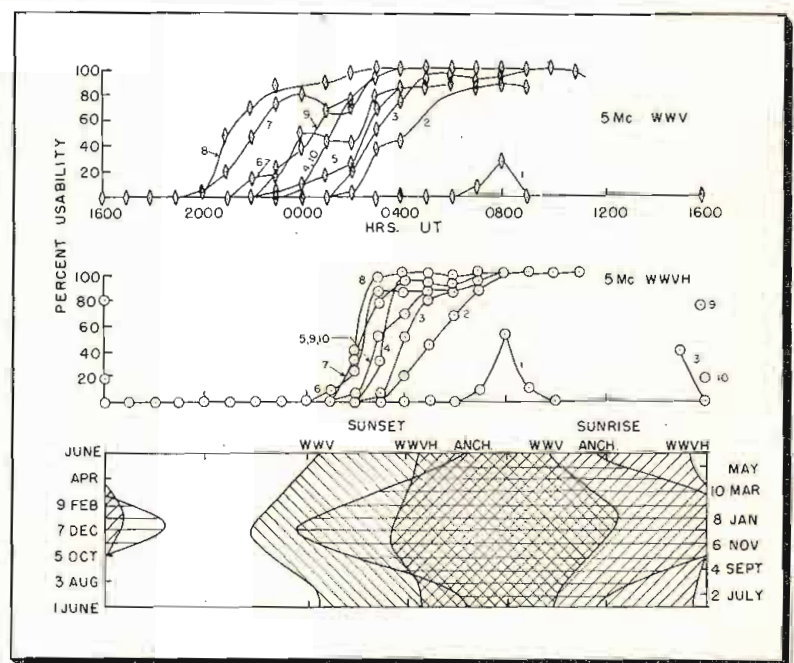 100
80
60
40
20
8
7
6?
9
4,10
5
3
2
1
5 Mc WWV
1600 2000 0000 0400 0800 1200 1600
HRS. UT
PERCENT USABILITY
100
80
60
40
20
8
5,9,10
7
6
4
3
2
1
5 Mc WWVH
9
3
10
SUNSET SUNRISE
WWV WWVH ANCH. WWV ANCH. WWVH
JUNE
APR
9 FEB
7 DEC
5 OCT
3 AUG
1 JUNE
MAY
10 MAR
8 JAN
6 NOV
4 SEPT
2 JULY